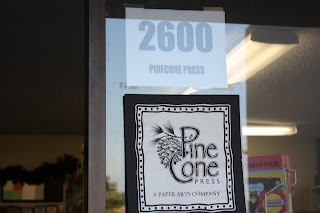 2600
PINECONE PRESS
Pine
Cone
PRESS
A PAPER ARTS COMPANY